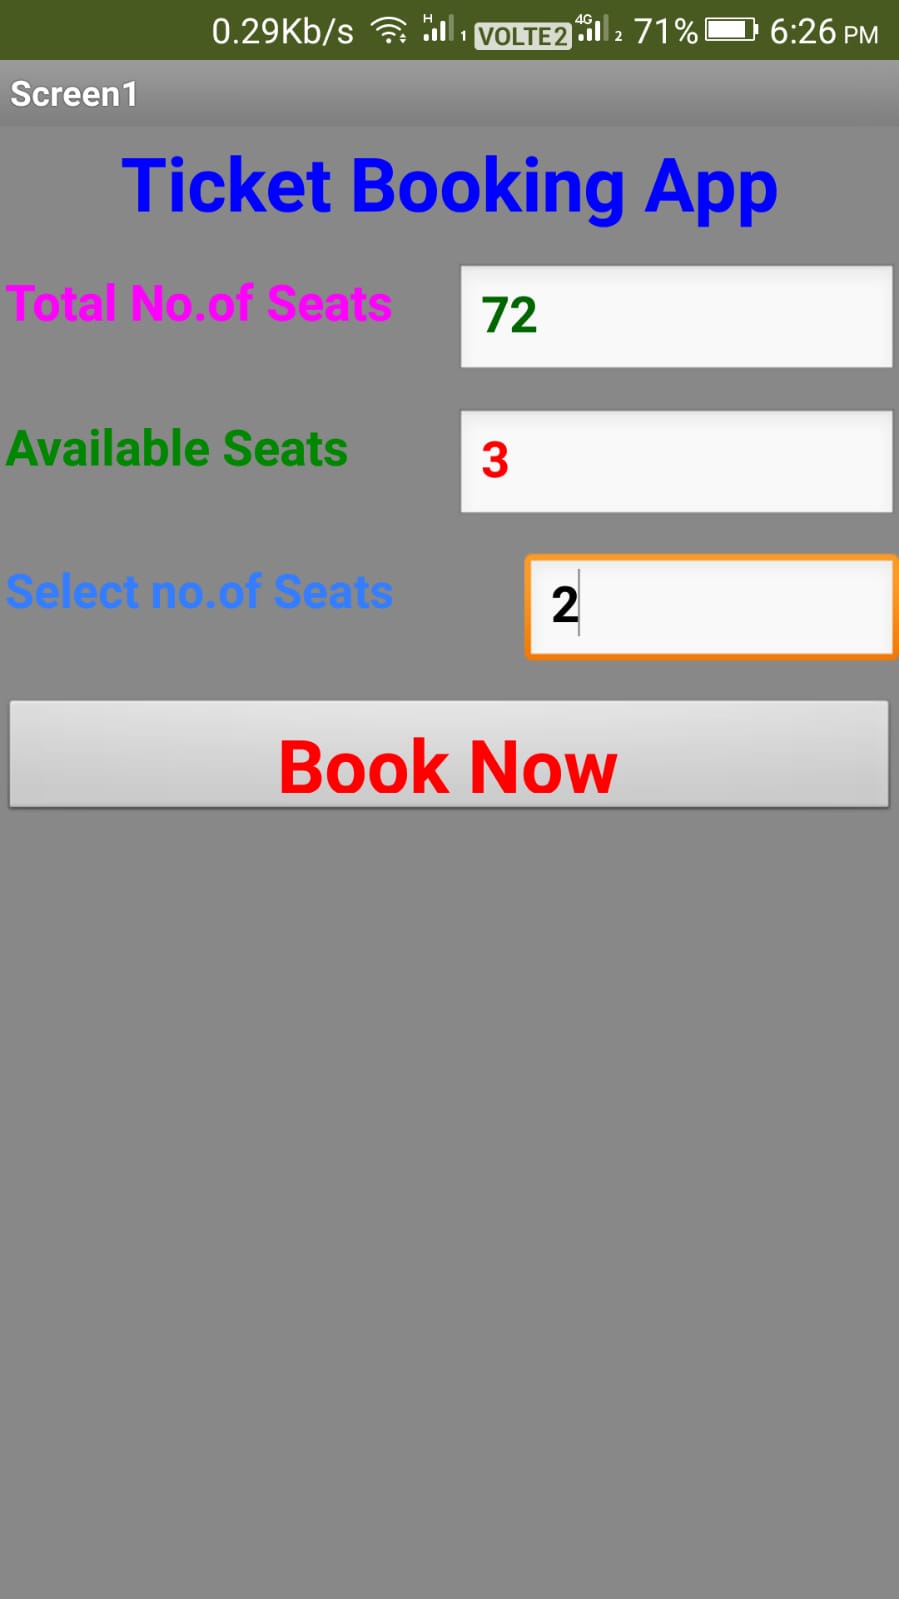 0.29Kb/s H 1 VOLTE2 4G 2 71% 6:26 PM
Screen1
Ticket Booking App
Total No.of Seats 72
Available Seats 3
Select no.of Seats 2
Book Now